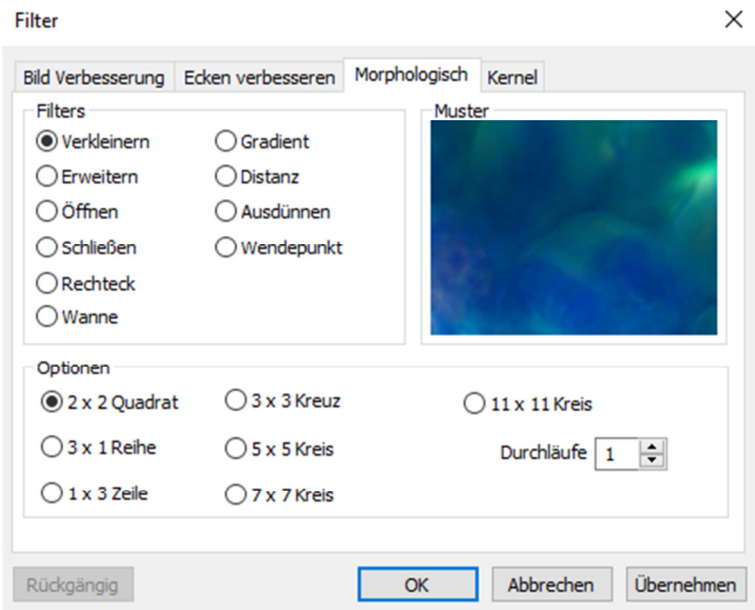 Filter
Bild Verbesserung Ecken verbesseren Morphologisch Kernel
Filters
Verkleinern Gradient
Erweitern Distanz
Öffnen Ausdünnen
Schließen Wendepunkt
Rechteck
Wanne
Muster
Optionen
2 x 2 Quadrat 3 x 3 Kreuz 11 x 11 Kreis
3 x 1 Reihe 5 x 5 Kreis Durchläufe 1
1 x 3 Zeile 7 x 7 Kreis
Rückgängig OK Abbrechen Übernehmen